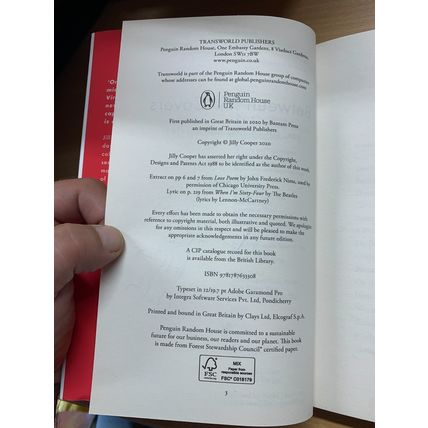 TRANSWORLD PUBLISHERS
Penguin Random House, One Embassy Gardens, 8 Viaduct Gardens,
London SW11 7BW
www.penguin.co.uk
Transworld is part of the Penguin Random House group of companies
whose addresses can be found at global.penguinrandomhouse.com
Penguin
Random House
UK
First published in Great Britain in 2020 by Bantam Press
an imprint of Transworld Publishers
Copyright © Jilly Cooper 2020
Jilly Cooper has asserted her right under the Copyright,
Designs and Patents Act 1988 to be identified as the author of this work.
Extract on pp 6 and 7 from Love Poem by John Frederick Nims, used by
permission of Chicago University Press.
Lyric on p. 219 from When I'm Sixty-Four by The Beatles
(lyrics by Lennon-McCartney)
Every effort has been made to obtain the necessary permissions with
reference to copyright material, both illustrative and quoted. We apologize
for any omissions in this respect and will be pleased to make the
appropriate acknowledgements in any future edition.
A CIP catalogue record for this book
is available from the British Library.
ISBN 9781787633308
Typeset in 12/19.7 pt Adobe Garamond Pro
by Integra Software Services Pvt. Ltd, Pondicherry
Printed and bound in Great Britain by Clays Ltd, Elcograf S.p.A.
Penguin Random House is committed to a sustainable
future for our business, our readers and our planet. This book
is made from Forest Stewardship Council® certified paper.
FSC
MIX
Paper from
responsible sources
FSC® C018179
3